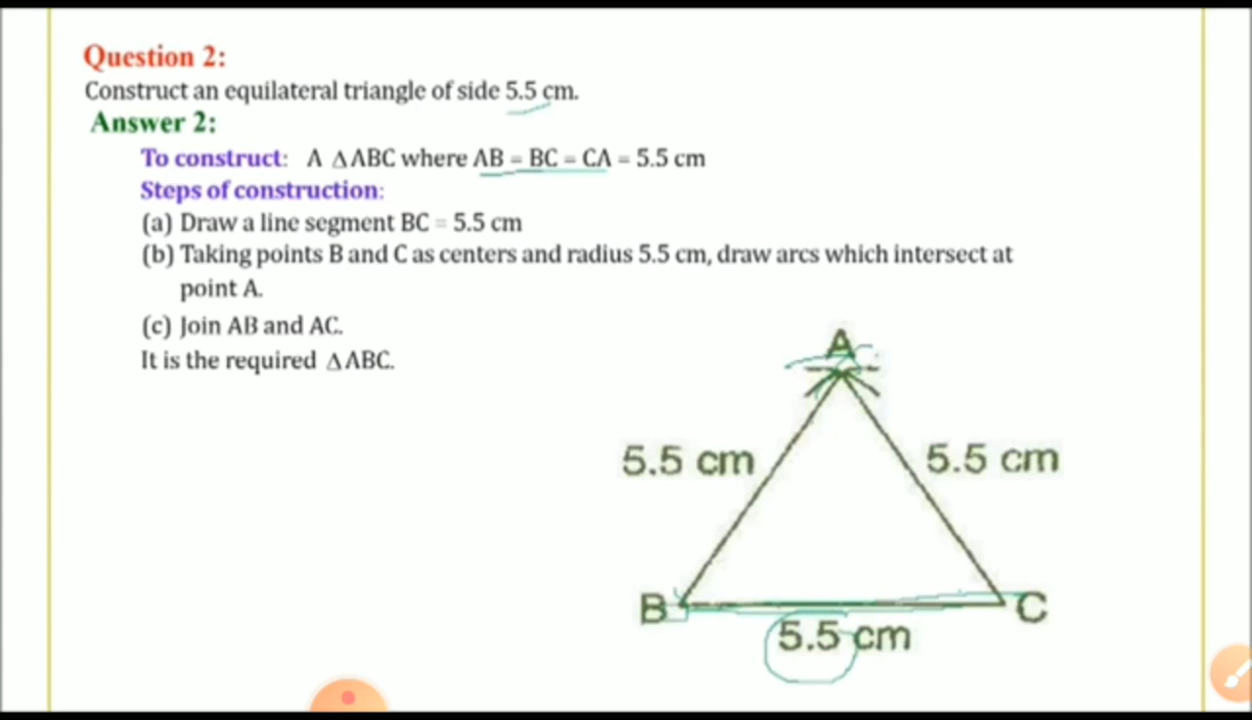 Question 2:
Construct an equilateral triangle of side 5.5 cm.
Answer 2:
To construct: A △ABC where AB = BC = CA = 5.5 cm
Steps of construction:
(a) Draw a line segment BC = 5.5 cm
(b) Taking points B and C as centers and radius 5.5 cm, draw arcs which intersect at
point A.
(c) Join AB and AC.
It is the required △ABC.
A
5.5 cm 5.5 cm
B C
5.5 cm